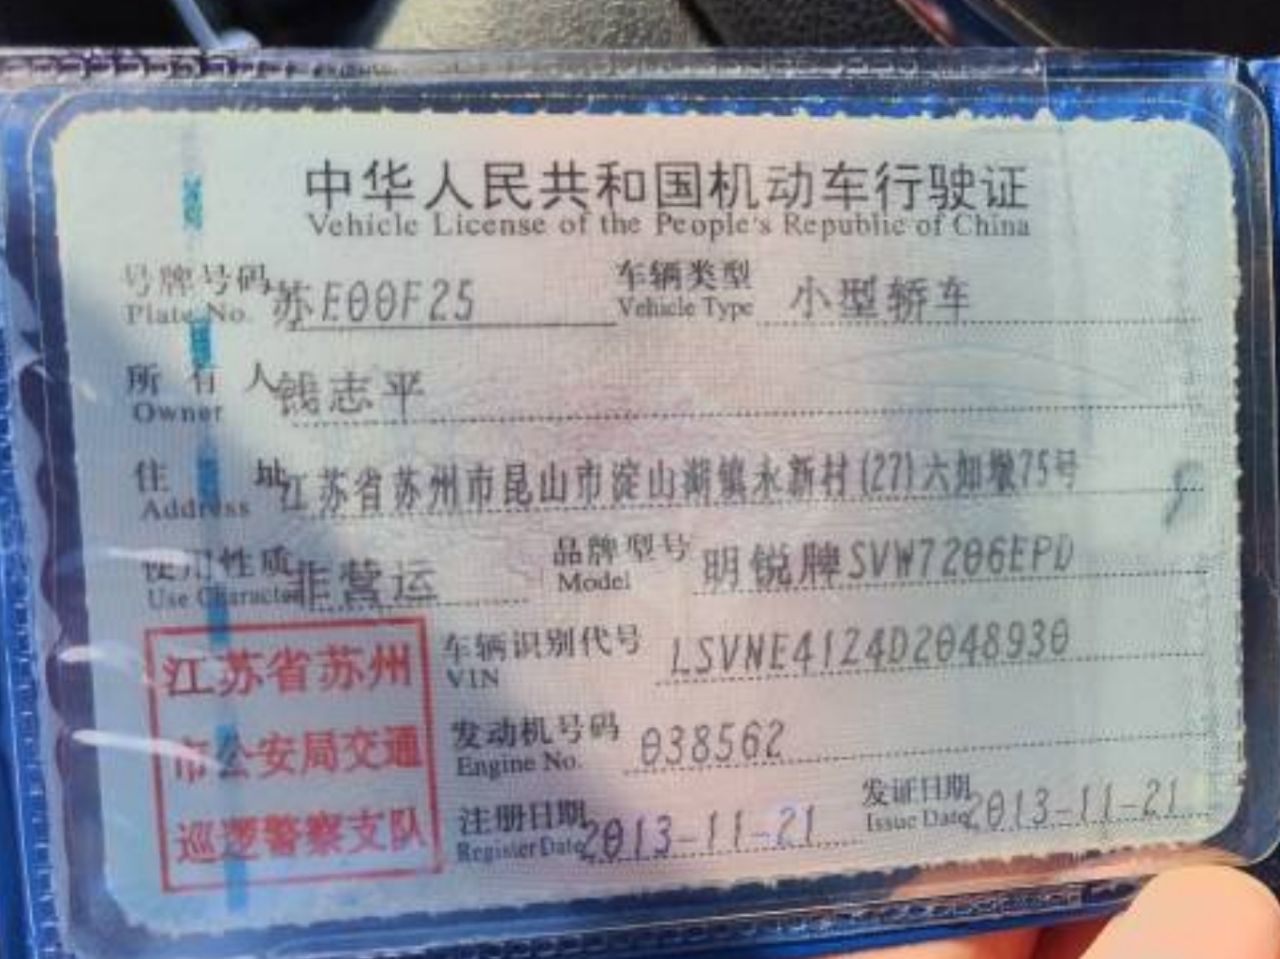 中华人民共和国机动车行驶证
Vehicle License of the People's Republic of China
号牌号码 苏E00F25 车辆类型 小型轿车
Plate No. Vehicle Type
所有人 钱志平
Owner
住址 江苏省苏州市昆山市淀山湖镇永新村(27)六如墩75号
Address
使用性质 非营运 品牌型号 明锐牌SVW7206EPD
Use Character Model
车辆识别代号 LSVNE4124D2048930
VIN
发动机号码 038562
Engine No.
注册日期 2013-11-21 发证日期 2013-11-21
Register Date Issue Date
江苏省苏州
市公安局交通
巡逻警察支队